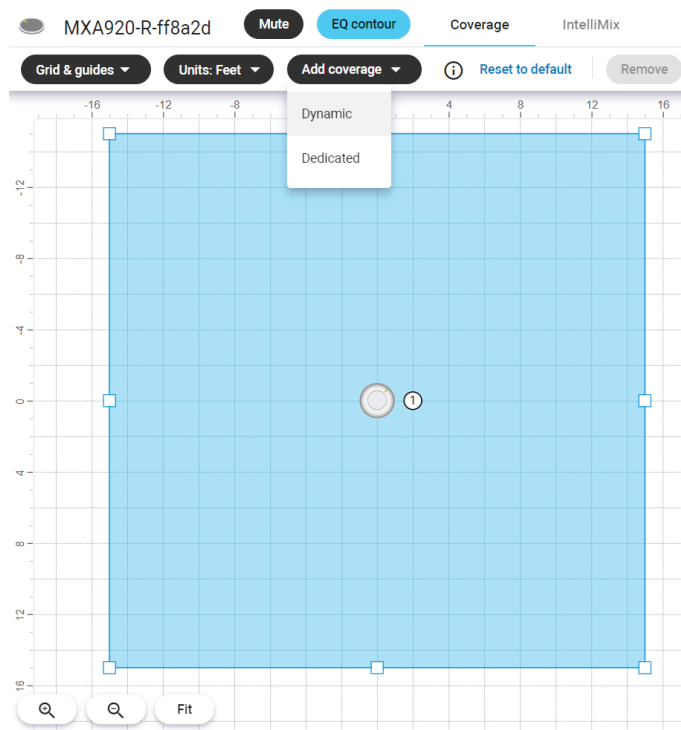 MXA920-R-ff8a2d Mute EQ contour Coverage IntelliMix
Grid & guides Units: Feet Add coverage Reset to default Remove
-16 -12 -8 4 8 12 16
Dynamic
Dedicated
-12
-8
-4
0
1
4
8
12
16
Fit